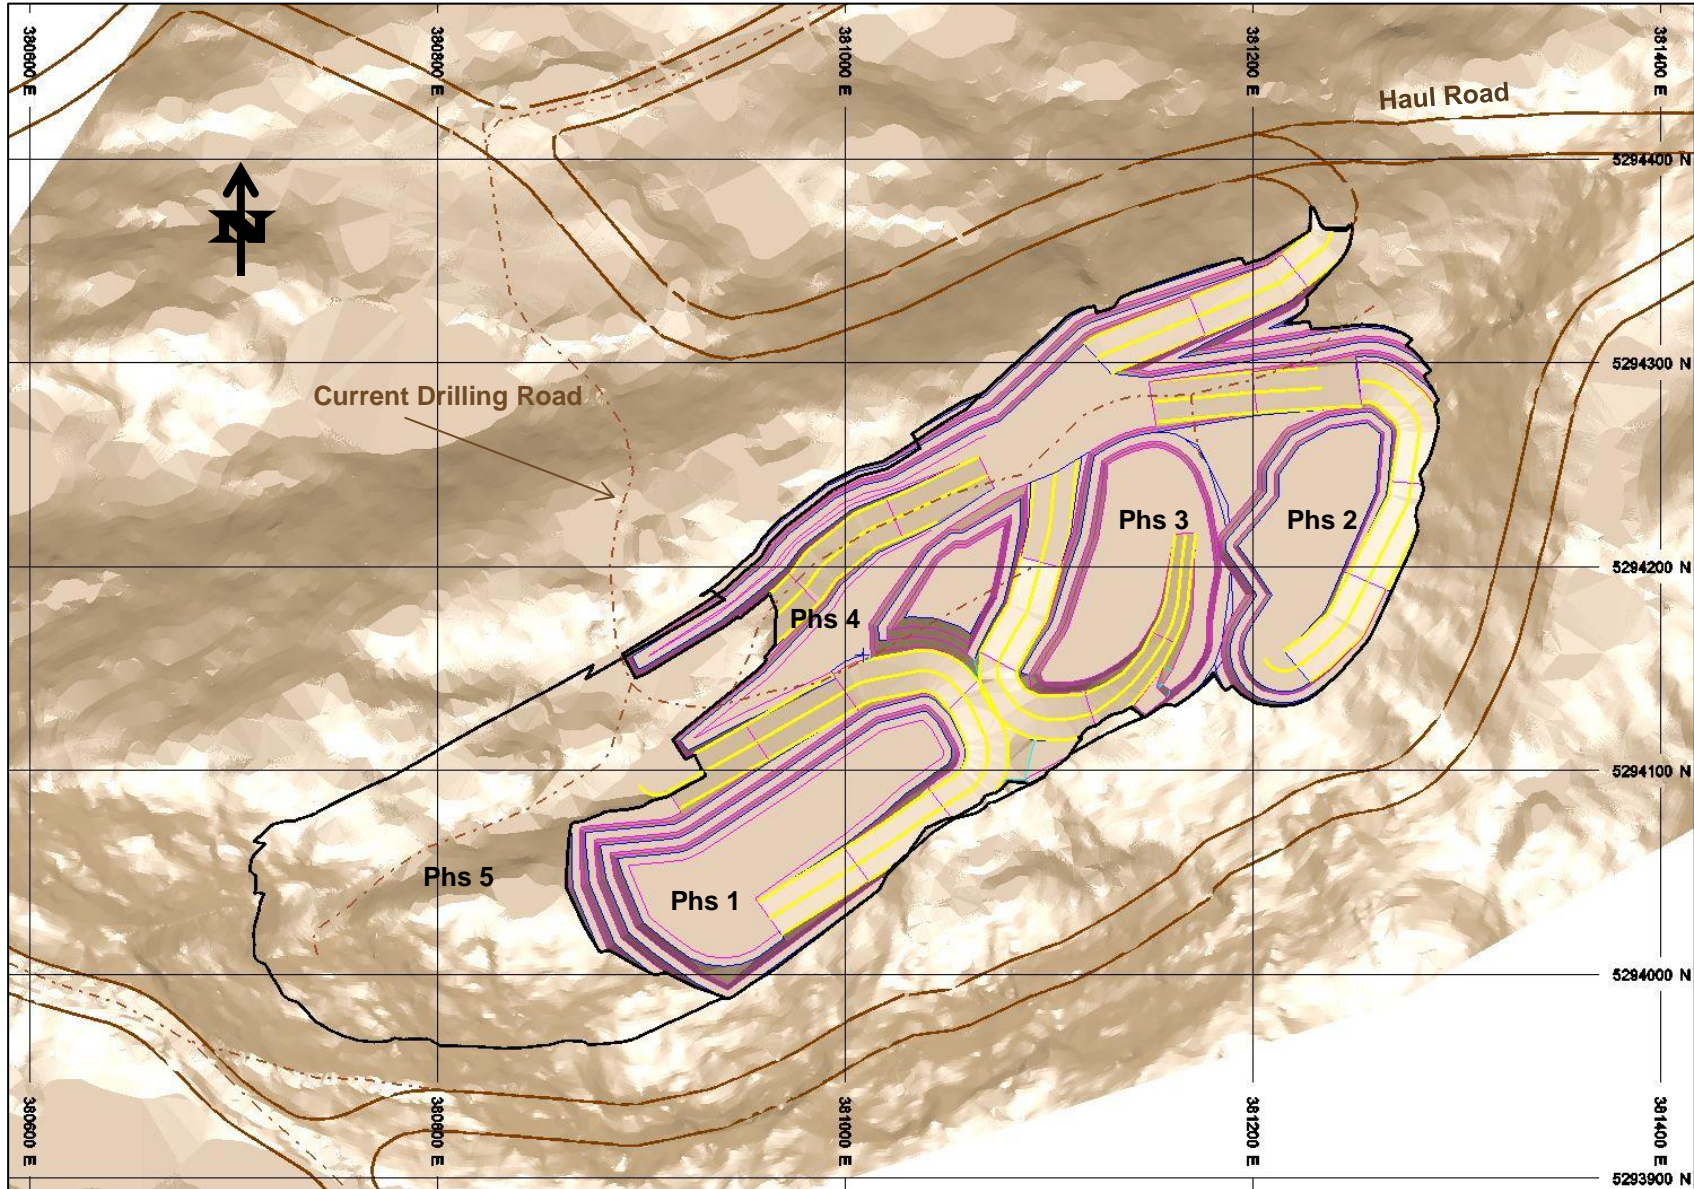 380600 E
380800 E
381000 E
381200 E
381400 E
Haul Road
5294400 N
N
5294300 N
Current Drilling Road
Phs 3
Phs 2
5294200 N
Phs 4
5294100 N
Phs 5
Phs 1
5294000 N
380600 E
380800 E
381000 E
381200 E
381400 E
5293900 N